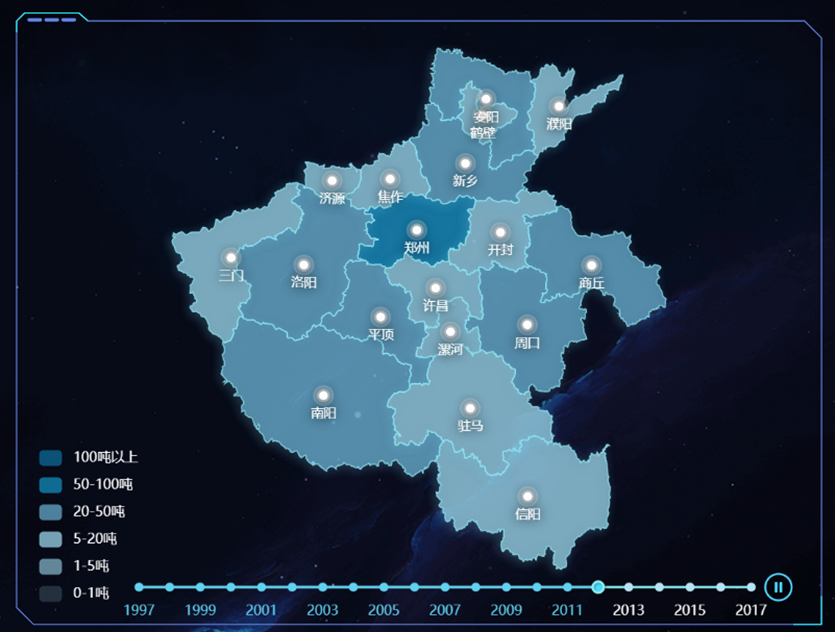 安阳
鹤壁
濮阳
新乡
济源
焦作
郑州
开封
三门
洛阳
商丘
许昌
平顶
漯河
周口
南阳
驻马
信阳
100吨以上
50-100吨
20-50吨
5-20吨
1-5吨
0-1吨
1997 1999 2001 2003 2005 2007 2009 2011 2013 2015 2017